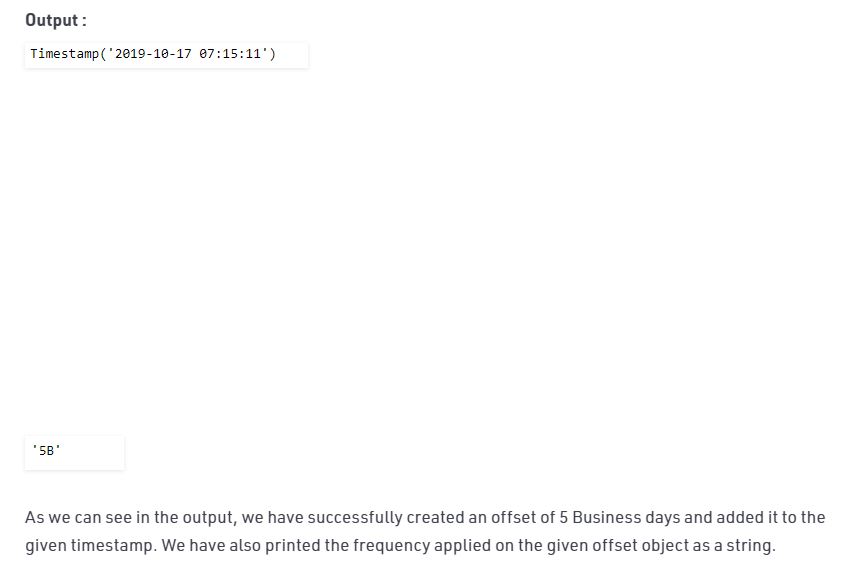 Output :
Timestamp('2019-10-17 07:15:11')
'5B'
As we can see in the output, we have successfully created an offset of 5 Business days and added it to the
given timestamp. We have also printed the frequency applied on the given offset object as a string.